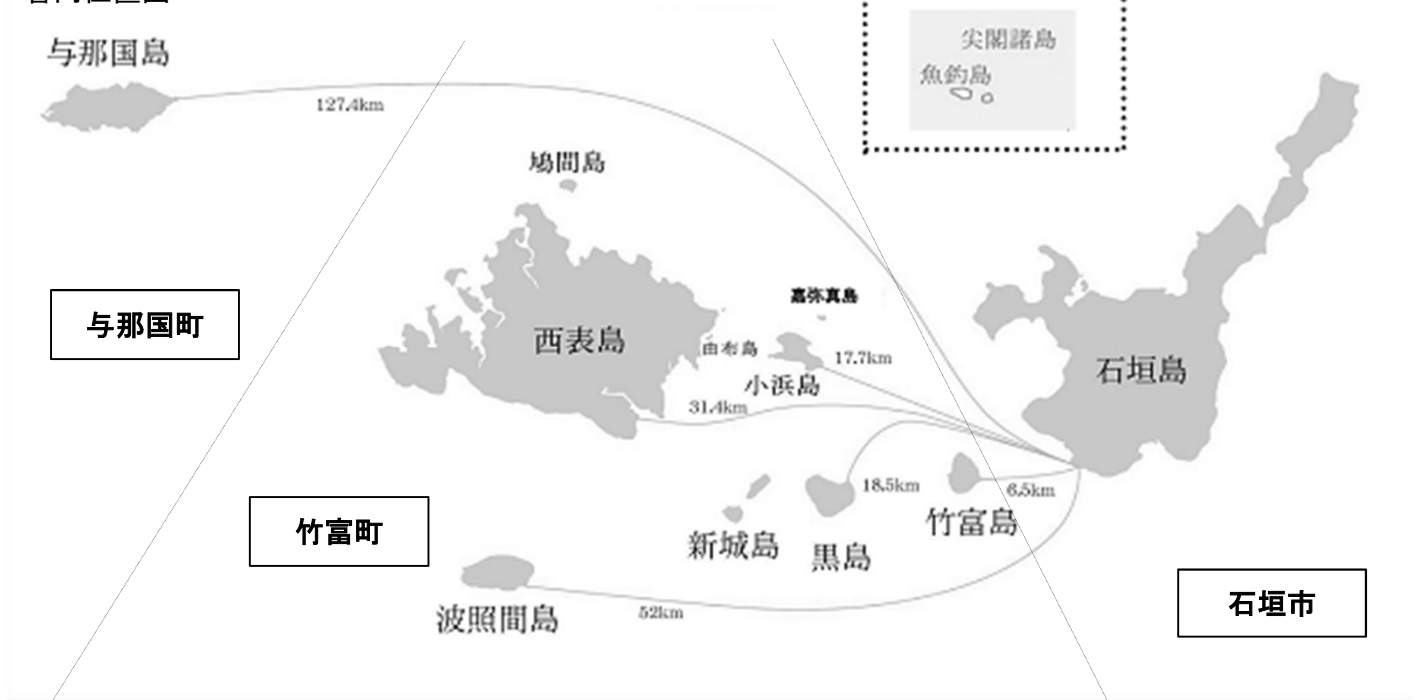 与那国島
127.4km
尖閣諸島
魚釣島
鳩間島
嘉弥真島
与那国町
西表島
由布島
17.7km
小浜島
31.4km
石垣島
18.5km
6.5km
竹富島
竹富町
新城島
黒島
波照間島
52km
石垣市